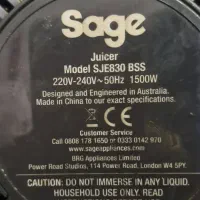 Sage
Juicer
Model SJE830 BSS
220V-240V~50Hz 1500W
Designed and Engineered in Australia.
Made in China to our exact specifications.
CE
Customer Service
Call 0808 178 1650 or 0333 0142 970
www.sageappliances.com
BRG Appliances Limited
Power Road Studios, 114 Power Road, London W4 5PY.
CAUTION: DO NOT IMMERSE IN ANY LIQUID.
HOUSEHOLD USE ONLY. READ